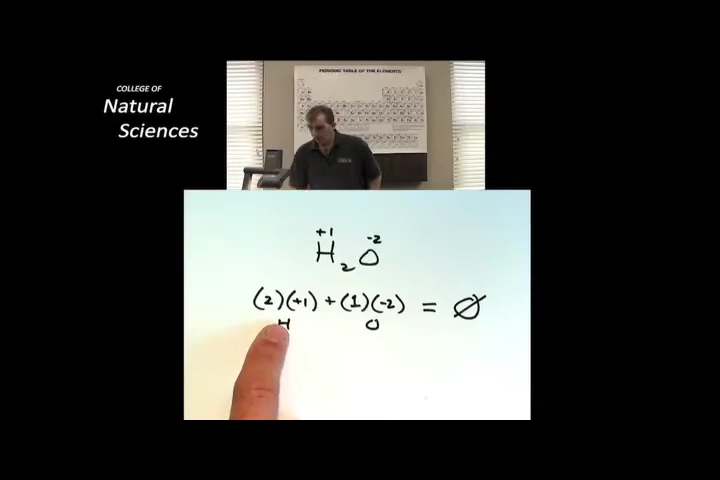 COLLEGE OF
Natural
Sciences
PERIODIC TABLE OF THE ELEMENTS
+1 -2
H₂O
(2)(+1) + (1)(-2) = ∅
H O